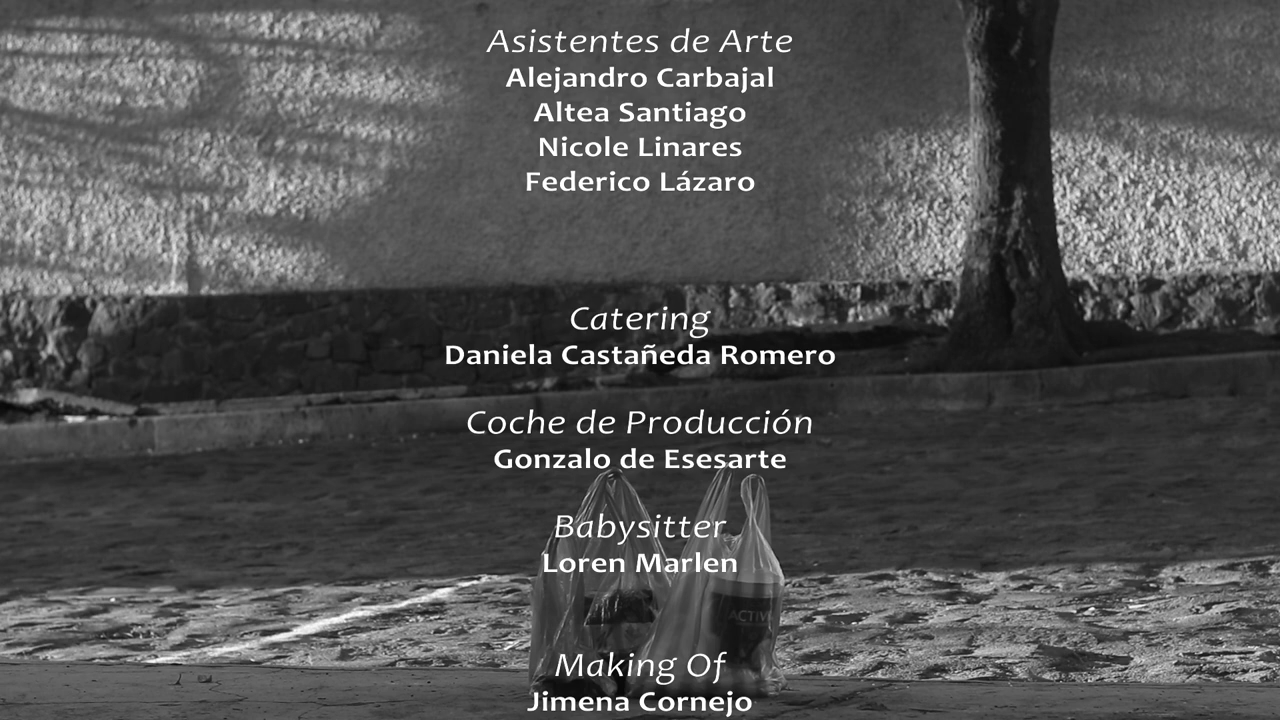 Asistentes de Arte
Alejandro Carbajal
Altea Santiago
Nicole Linares
Federico Lázaro
Catering
Daniela Castañeda Romero
Coche de Producción
Gonzalo de Esesarte
Babysitter
Loren Marlen
Making Of
Jimena Cornejo